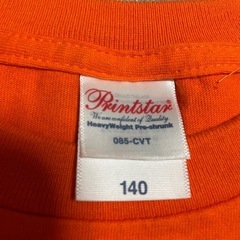 Printstar
We are confident of Quality
HeavyWeight Pre-shrunk
085-CVT
140